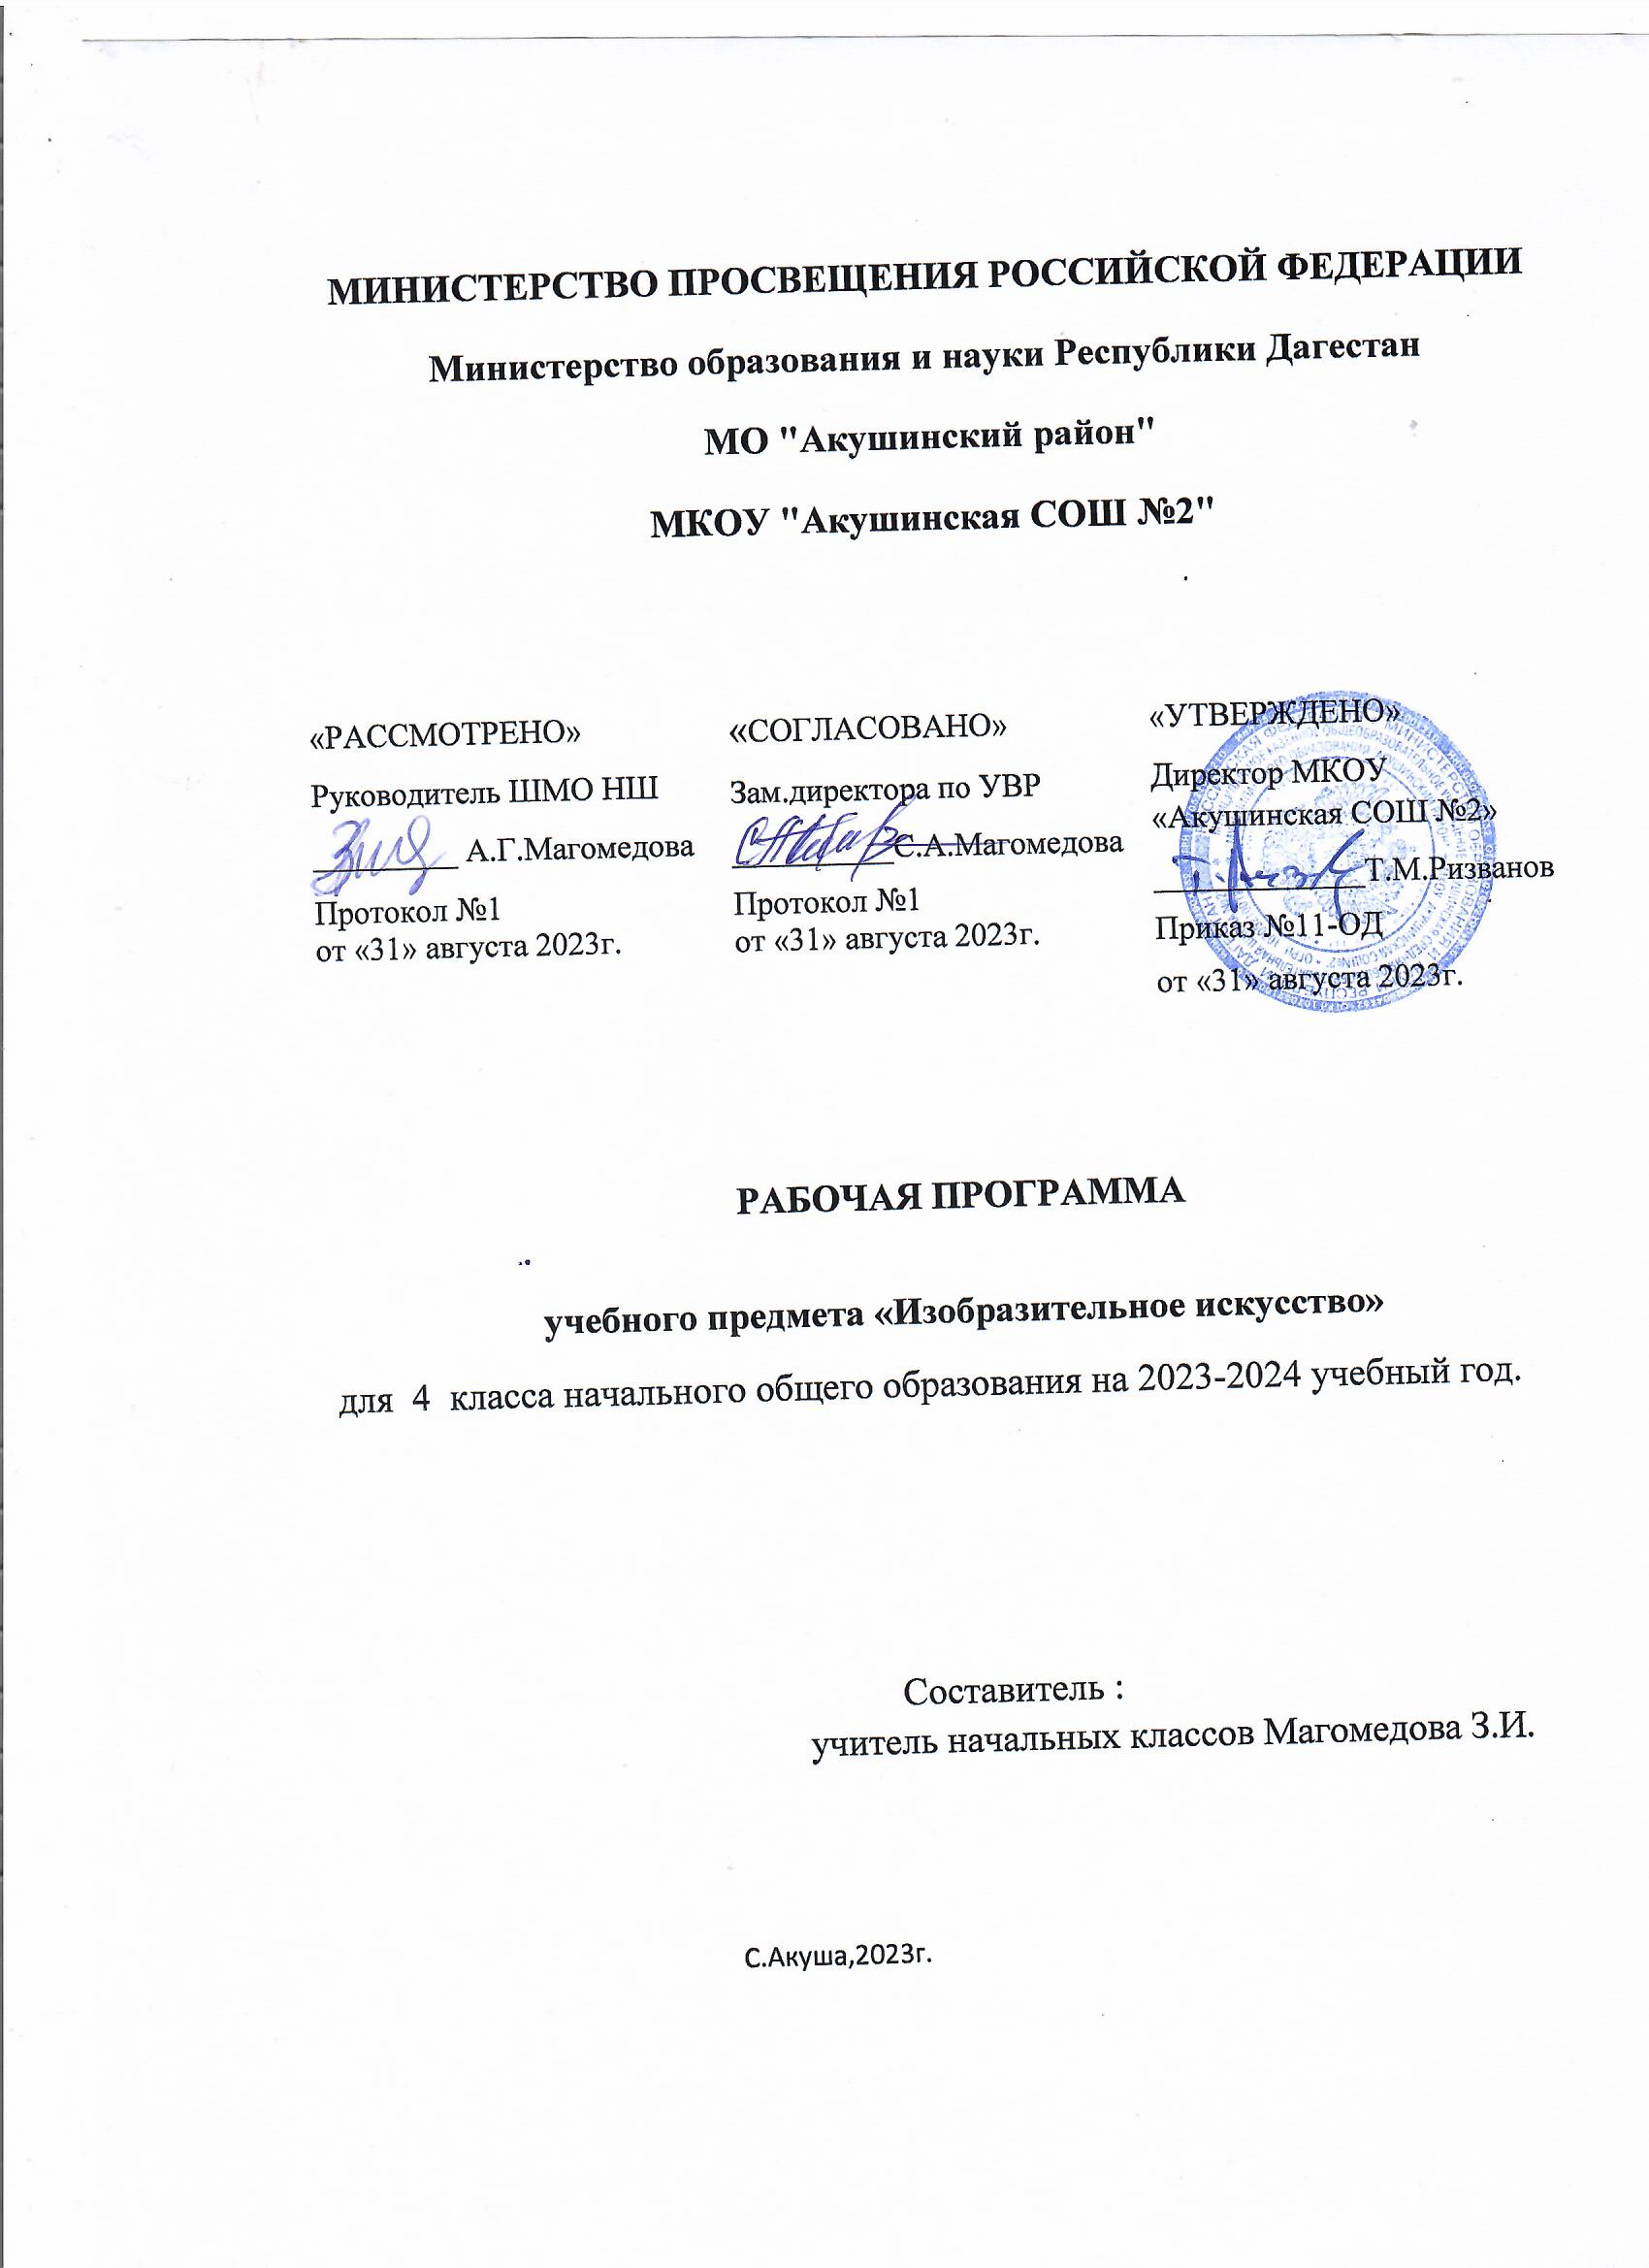 МИНИСТЕРСТВО ПРОСВЕЩЕНИЯ РОССИЙСКОЙ ФЕДЕРАЦИИ
Министерство образования и науки Республики Дагестан
МО "Акушинский район"
МКОУ "Акушинская СОШ №2"
«РАССМОТРЕНО»
Руководитель ШМО НШ
_________ А.Г.Магомедова
Протокол №1
от «31» августа 2023г.
«СОГЛАСОВАНО»
Зам.директора по УВР
__________С.А.Магомедова
Протокол №1
от «31» августа 2023г.
«УТВЕРЖДЕНО»
Директор МКОУ
«Акушинская СОШ №2»
_____________Т.М.Ризванов
Приказ №11-ОД
от «31» августа 2023г.
РАБОЧАЯ ПРОГРАММА
учебного предмета «Изобразительное искусство»
для 4 класса начального общего образования на 2023-2024 учебный год.
Составитель :
учитель начальных классов Магомедова З.И.
С.Акуша,2023г.